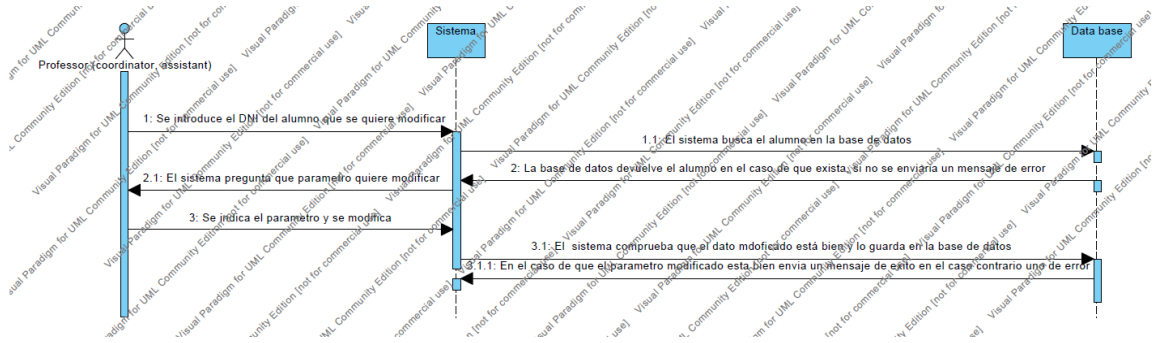 Sistema
Data base
Professor (coordinator, assistant)
1: Se introduce el DNI del alumno que se quiere modificar
1.1: El sistema busca el alumno en la base de datos
2: La base de datos devuelve el alumno en el caso de que exista, si no se enviaria un mensaje de error
2.1: El sistema pregunta que parametro quiere modificar
3: Se indica el parametro y se modifica
3.1: El sistema comprueba que el dato mdoficado está bien y lo guarda en la base de datos
3.1.1: En el caso de que el parametro modificado esta bien envia un mensaje de exito en el caso contrario uno de error
Visual Paradigm for UML Community Edition [not for commercial use]